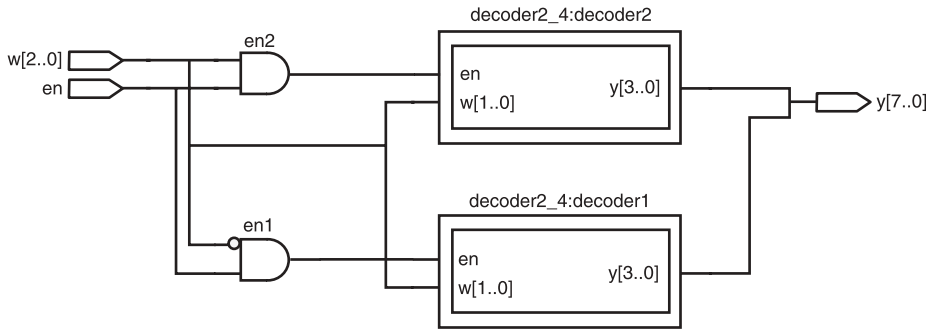 decoder2_4:decoder2
en2
w[2..0]
en
en
y[3..0]
w[1..0]
y[7..0]
decoder2_4:decoder1
en1
en
y[3..0]
w[1..0]